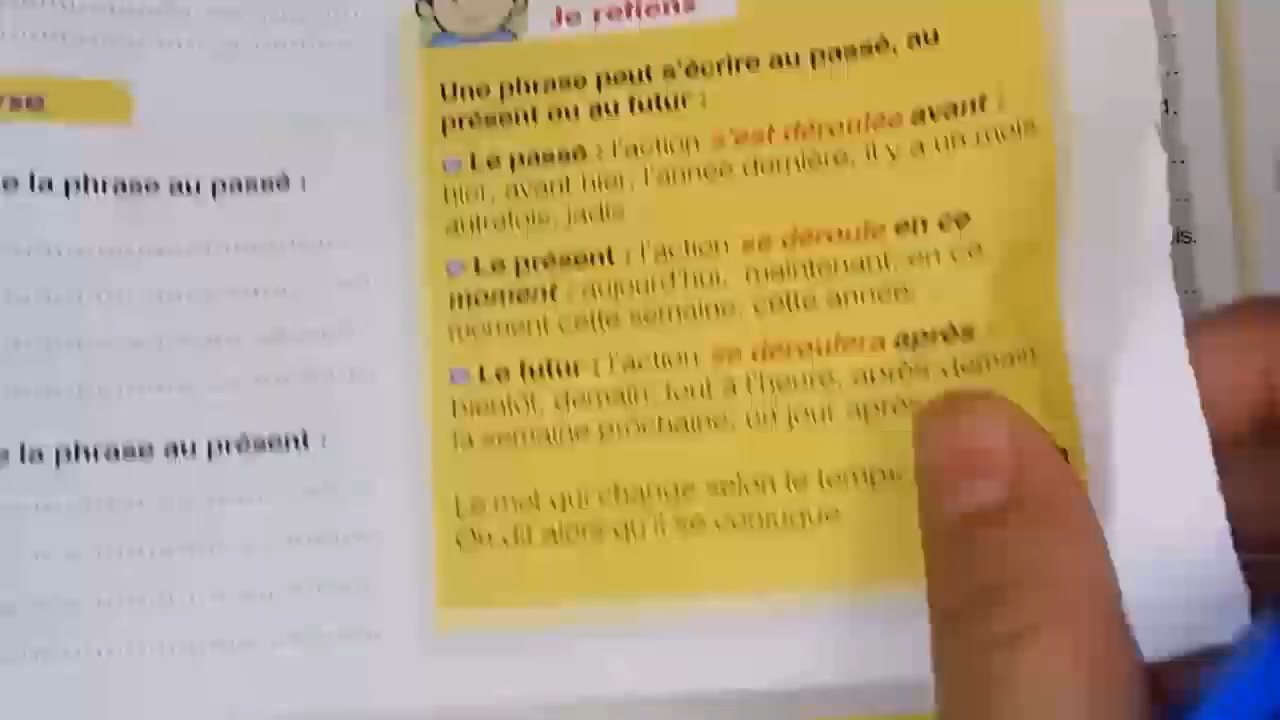 Je retiens
Une phrase peut s'écrire au passé, au
présent ou au futur :
Le passé : l'action s'est déroulée avant :
hier, avant hier, l'année dernière, il y a un mois
autrefois, jadis
Le présent : l'action se déroule en ce
moment : aujourd'hui, maintenant, en ce
moment cette semaine, cette année
Le futur : l'action se déroulera après :
bientôt, demain, tout à l'heure, après demain
la semaine prochaine, un jour après
Le mot qui change selon le temps
On dit alors qu'il se conjugue
e la phrase au passé :
e la phrase au présent :
is.